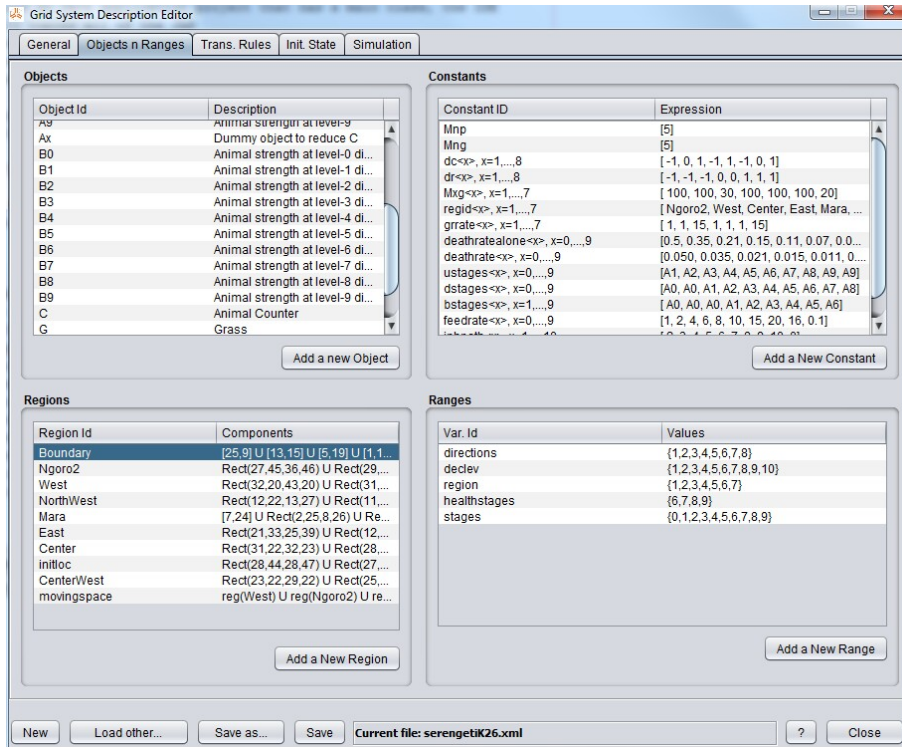 Grid System Description Editor
General Objects n Ranges Trans. Rules Init. State Simulation
Objects
Object Id Description
A9 Animal strength at level-9
Ax Dummy object to reduce C
B0 Animal strength at level-0 di...
B1 Animal strength at level-1 di...
B2 Animal strength at level-2 di...
B3 Animal strength at level-3 di...
B4 Animal strength at level-4 di...
B5 Animal strength at level-5 di...
B6 Animal strength at level-6 di...
B7 Animal strength at level-7 di...
B8 Animal strength at level-8 di...
B9 Animal strength at level-9 di...
C Animal Counter
G Grass
Add a new Object
Constants
Constant ID Expression
Mnp [5]
Mng [5]
dc<x>, x=1,...,8 [ -1, 0, 1, -1, 1, -1, 0, 1]
dr<x>, x=1,...,8 [ -1, -1, -1, 0, 0, 1, 1, 1]
Mxg<x>, x=1,...,7 [ 100, 100, 30, 100, 100, 100, 20]
regid<x>, x=1,...,7 [ Ngoro2, West, Center, East, Mara, ...
grrate<x>, x=1,...,7 [ 1, 1, 15, 1, 1, 1, 15]
deathratealone<x>, x=0,...,9 [0.5, 0.35, 0.21, 0.15, 0.11, 0.07, 0.0...
deathrate<x>, x=0,...,9 [0.050, 0.035, 0.021, 0.015, 0.011, 0....
ustages<x>, x=0,...,9 [A1, A2, A3, A4, A5, A6, A7, A8, A9, A9]
dstages<x>, x=0,...,9 [A0, A0, A1, A2, A3, A4, A5, A6, A7, A8]
bstages<x>, x=1,...,9 [ A0, A0, A0, A1, A2, A3, A4, A5, A6]
feedrate<x>, x=0,...,9 [1, 2, 4, 6, 8, 10, 15, 20, 16, 0.1]
Add a New Constant
Regions
Region Id Components
Boundary [25,9] U [13,15] U [5,19] U [1,1...
Ngoro2 Rect(27,45,36,46) U Rect(29,...
West Rect(32,20,43,20) U Rect(31,...
NorthWest Rect(12,22,13,27) U Rect(11,...
Mara [7,24] U Rect(2,25,8,26) U Re...
East Rect(21,33,25,39) U Rect(12,...
Center Rect(31,22,32,23) U Rect(28,...
initloc Rect(28,44,28,47) U Rect(27,...
CenterWest Rect(23,22,29,22) U Rect(25,...
movingspace reg(West) U reg(Ngoro2) U re...
Add a New Region
Ranges
Var. Id Values
directions {1,2,3,4,5,6,7,8}
declev {1,2,3,4,5,6,7,8,9,10}
region {1,2,3,4,5,6,7}
healthstages {6,7,8,9}
stages {0,1,2,3,4,5,6,7,8,9}
Add a New Range
New Load other... Save as... Save Current file: serengetiK26.xml ? Close